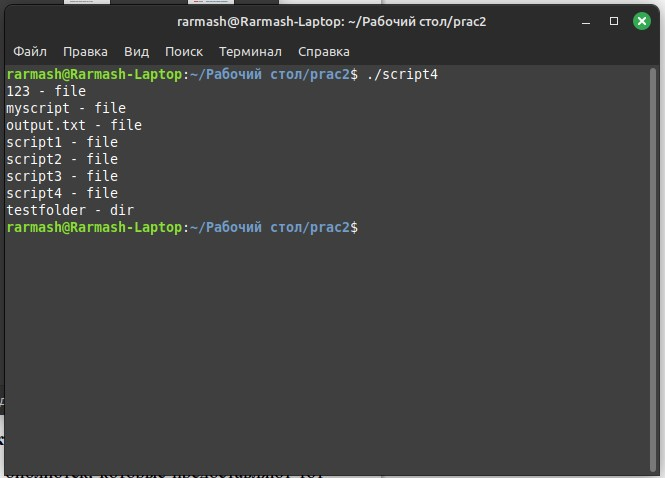 rarmash@Rarmash-Laptop: ~/Рабочий стол/prac2
Файл Правка Вид Поиск Терминал Справка
rarmash@Rarmash-Laptop:~/Рабочий стол/prac2$ ./script4
123 - file
myscript - file
output.txt - file
script1 - file
script2 - file
script3 - file
script4 - file
testfolder - dir
rarmash@Rarmash-Laptop:~/Рабочий стол/prac2$